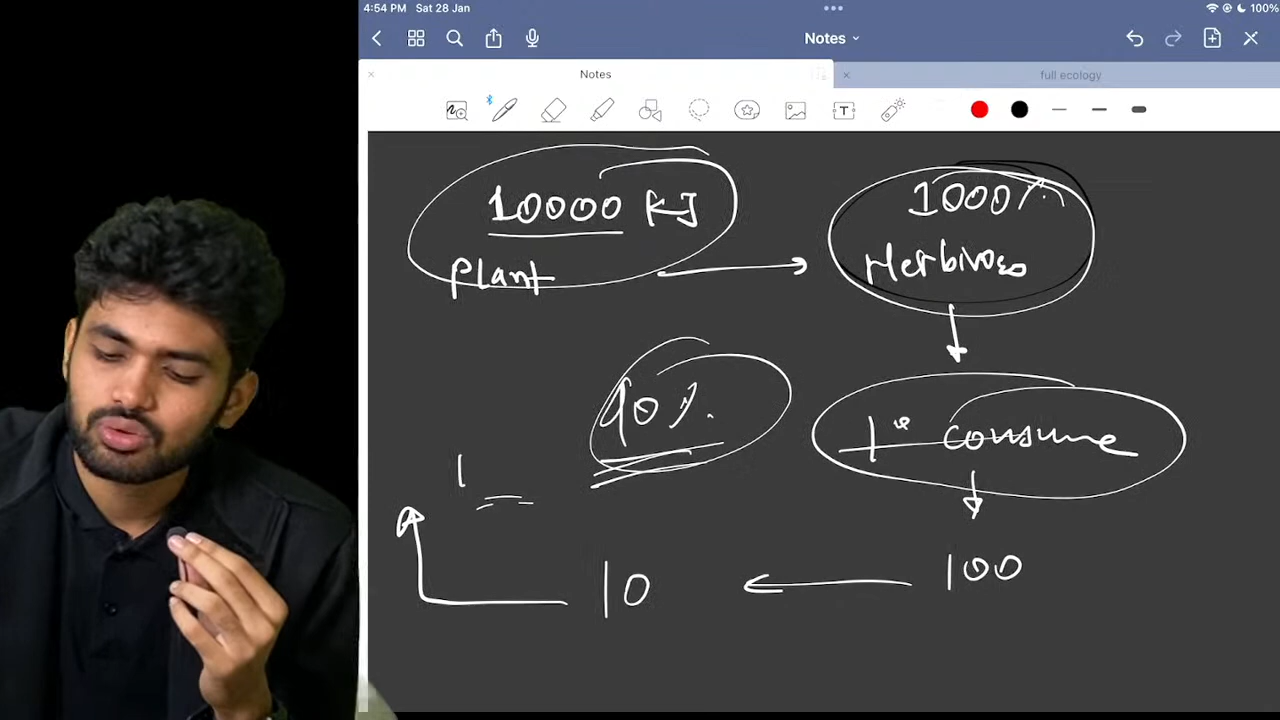 4:54 PM Sat 28 Jan
100%
Notes
Notes
full ecology
T
10000 KJ
plant
1000
Herbivores
90%
1° consume
1
10
100